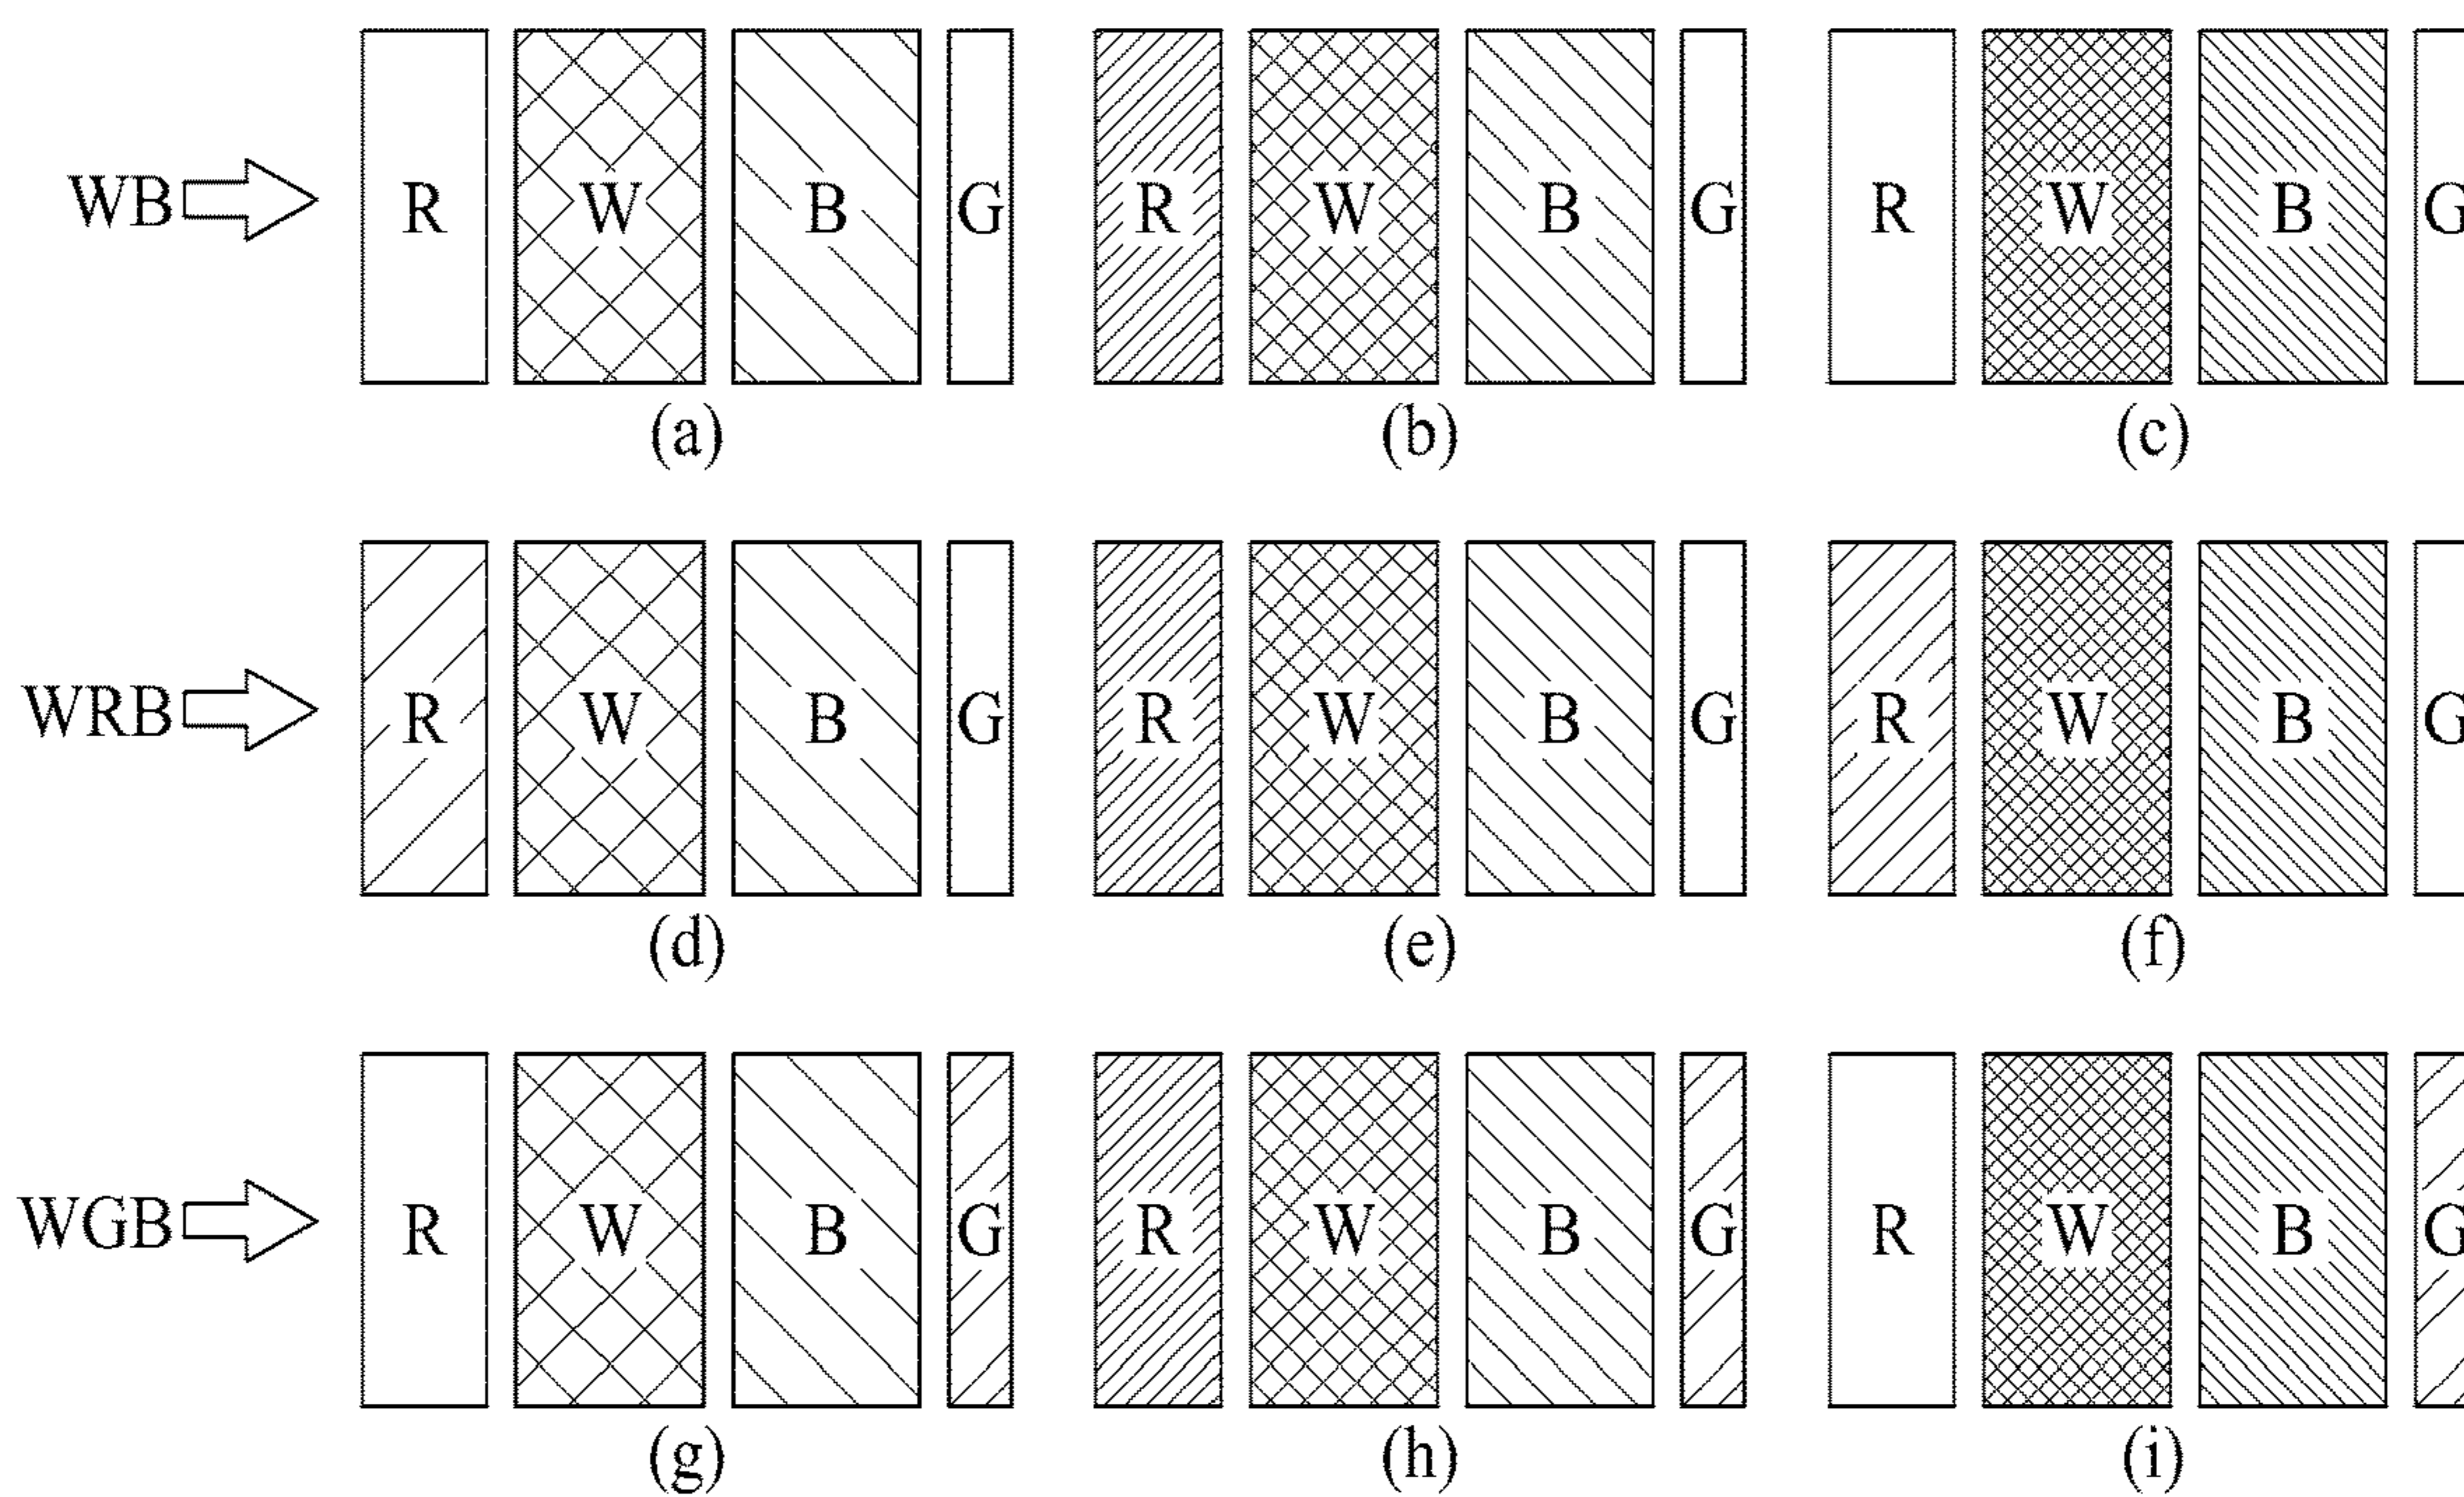 WB R W B G R W B G R W B G
(a) (b) (c)
WRB R W B G R W B G R W B G
(d) (e) (f)
WGB R W B G R W B G R W B G
(g) (h) (i)